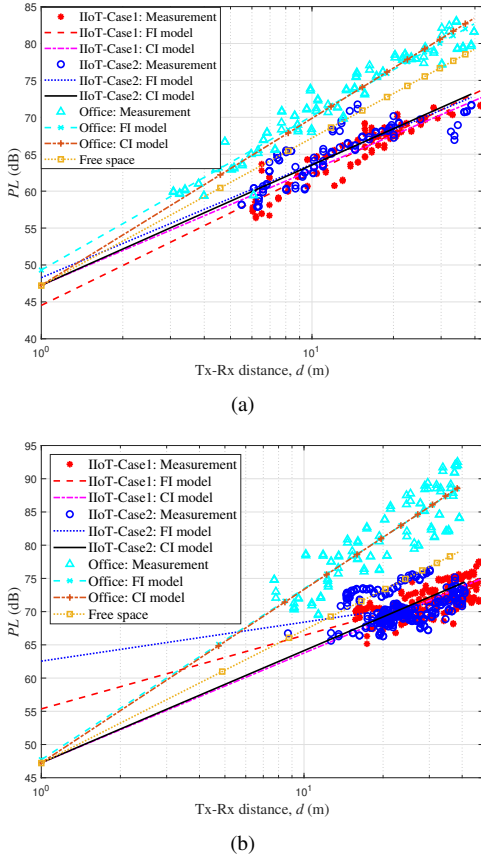 85
80
75
70
65
60
55
50
45
40
PL (dB)
IIoT-Case1: Measurement
IIoT-Case1: FI model
IIoT-Case1: CI model
IIoT-Case2: Measurement
IIoT-Case2: FI model
IIoT-Case2: CI model
Office: Measurement
Office: FI model
Office: CI model
Free space
10^0 10^1
Tx-Rx distance, d (m)
(a)
95
90
85
80
75
70
65
60
55
50
45
PL (dB)
IIoT-Case1: Measurement
IIoT-Case1: FI model
IIoT-Case1: CI model
IIoT-Case2: Measurement
IIoT-Case2: FI model
IIoT-Case2: CI model
Office: Measurement
Office: FI model
Office: CI model
Free space
10^0 10^1
Tx-Rx distance, d (m)
(b)